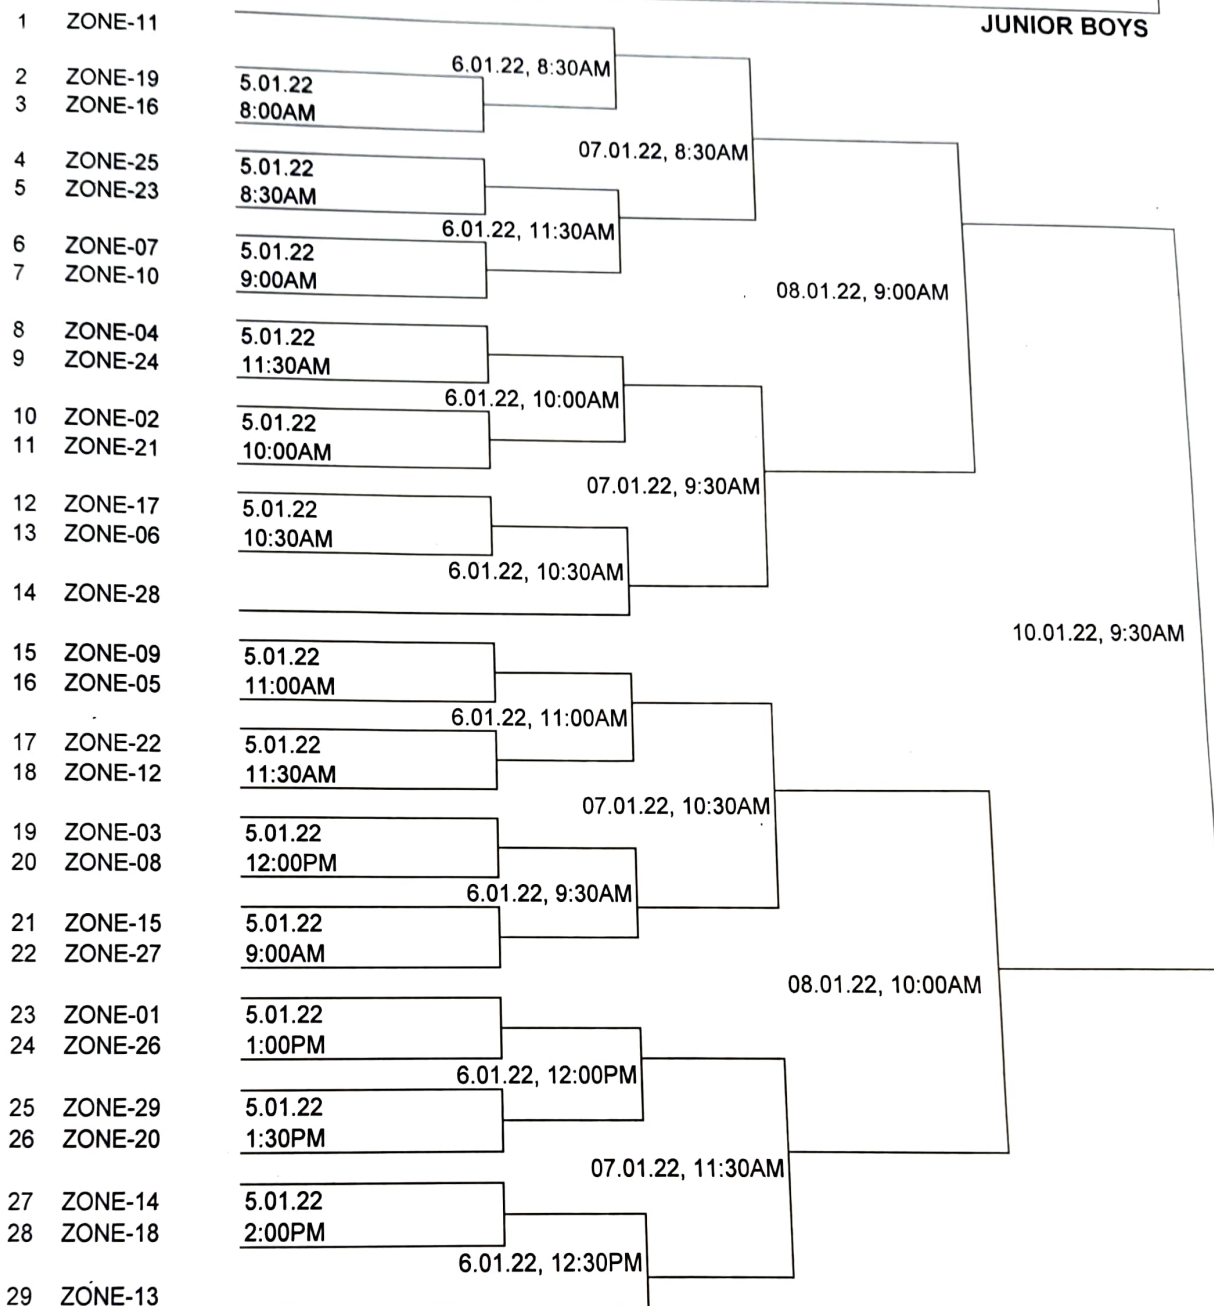 JUNIOR BOYS
1 ZONE-11
6.01.22, 8:30AM
2 ZONE-19 5.01.22
3 ZONE-16 8:00AM
07.01.22, 8:30AM
4 ZONE-25 5.01.22
5 ZONE-23 8:30AM
6.01.22, 11:30AM
6 ZONE-07 5.01.22
7 ZONE-10 9:00AM
08.01.22, 9:00AM
8 ZONE-04 5.01.22
9 ZONE-24 11:30AM
6.01.22, 10:00AM
10 ZONE-02 5.01.22
11 ZONE-21 10:00AM
07.01.22, 9:30AM
12 ZONE-17 5.01.22
13 ZONE-06 10:30AM
6.01.22, 10:30AM
14 ZONE-28
10.01.22, 9:30AM
15 ZONE-09 5.01.22
16 ZONE-05 11:00AM
6.01.22, 11:00AM
17 ZONE-22 5.01.22
18 ZONE-12 11:30AM
07.01.22, 10:30AM
19 ZONE-03 5.01.22
20 ZONE-08 12:00PM
6.01.22, 9:30AM
21 ZONE-15 5.01.22
22 ZONE-27 9:00AM
08.01.22, 10:00AM
23 ZONE-01 5.01.22
24 ZONE-26 1:00PM
6.01.22, 12:00PM
25 ZONE-29 5.01.22
26 ZONE-20 1:30PM
07.01.22, 11:30AM
27 ZONE-14 5.01.22
28 ZONE-18 2:00PM
6.01.22, 12:30PM
29 ZONE-13